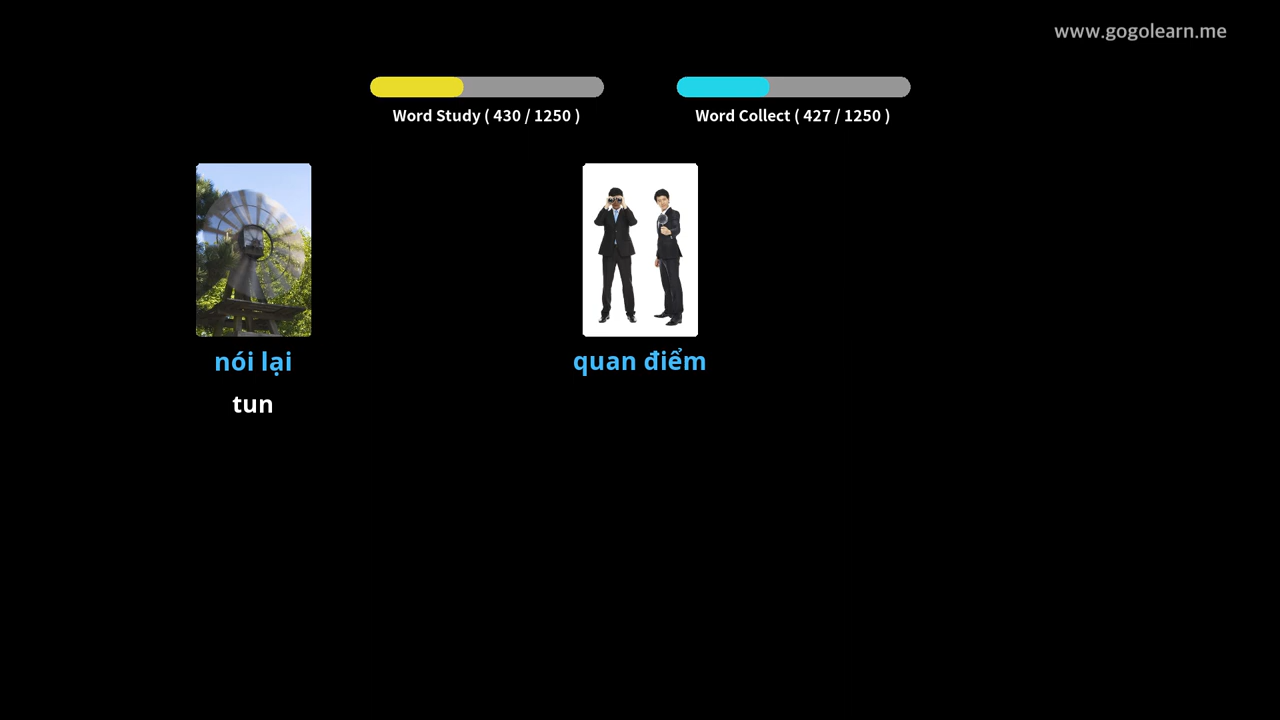 www.gogolearn.me
Word Study ( 430 / 1250 )
Word Collect ( 427 / 1250 )
nói lại
quan điểm
tun